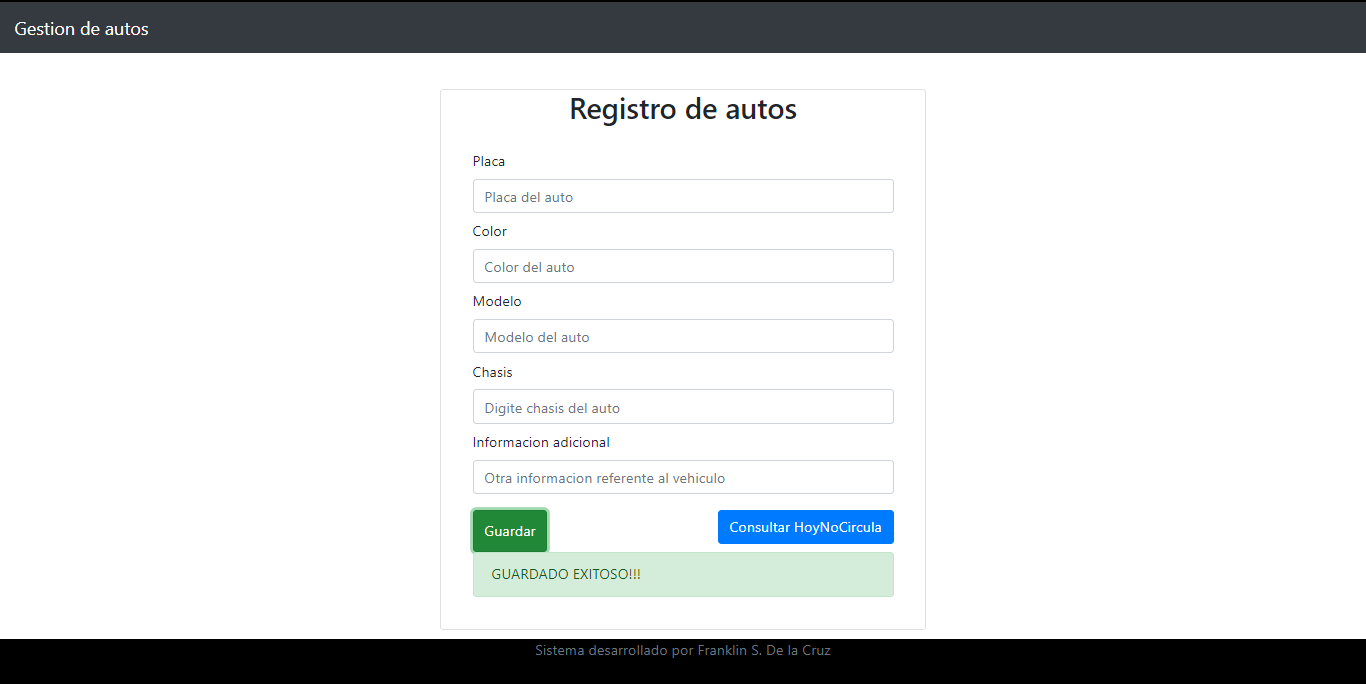 Gestion de autos
Registro de autos
Placa
Placa del auto
Color
Color del auto
Modelo
Modelo del auto
Chasis
Digite chasis del auto
Informacion adicional
Otra informacion referente al vehiculo
Guardar
Consultar HoyNoCircula
GUARDADO EXITOSO!!!
Sistema desarrollado por Franklin S. De la Cruz